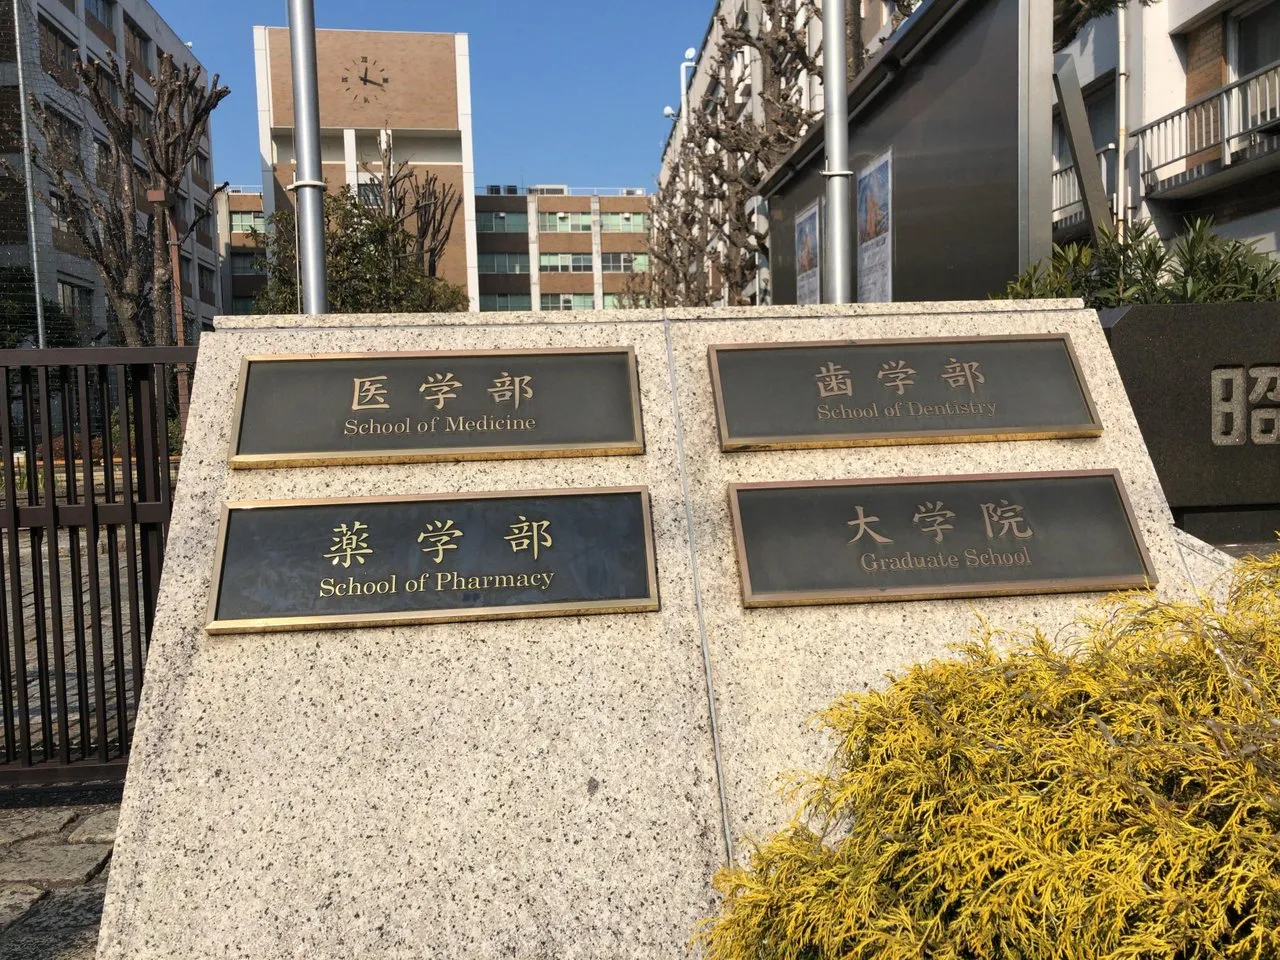 医学部
School of Medicine
歯学部
School of Dentistry
薬学部
School of Pharmacy
大学院
Graduate School
昭